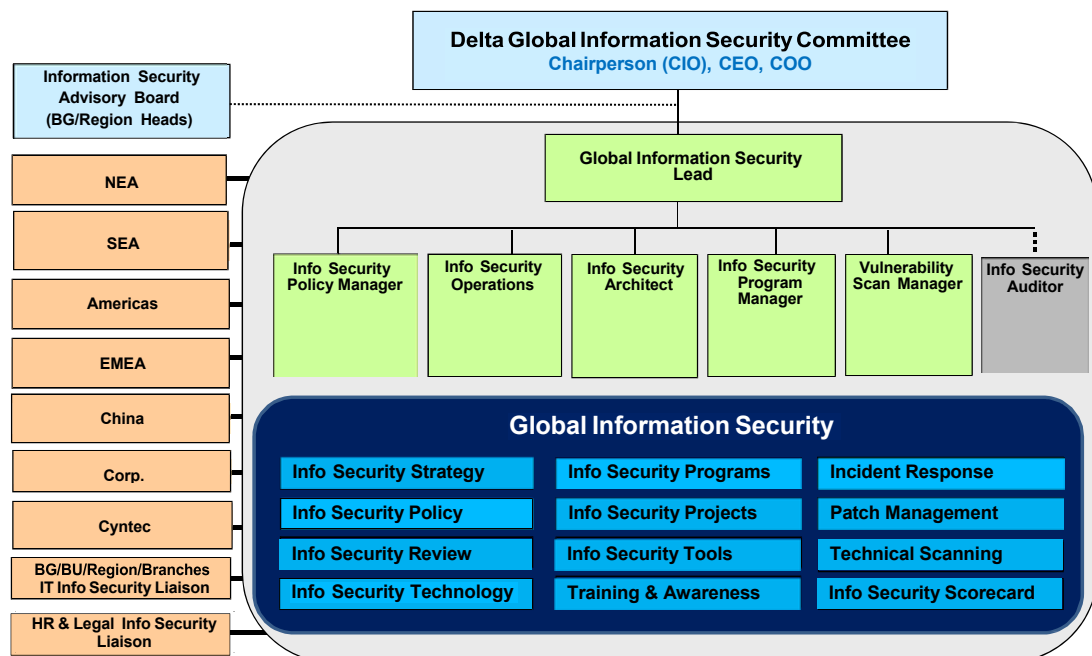 Delta Global Information Security Committee
Chairperson (CIO), CEO, COO
Information Security
Advisory Board
(BG/Region Heads)
Global Information Security
Lead
NEA
SEA
Americas
EMEA
China
Corp.
Cyntec
BG/BU/Region/Branches
IT Info Security Liaison
HR & Legal Info Security
Liaison
Info Security
Policy Manager
Info Security
Operations
Info Security
Architect
Info Security
Program
Manager
Vulnerability
Scan Manager
Info Security
Auditor
Global Information Security
Info Security Strategy
Info Security Policy
Info Security Review
Info Security Technology
Info Security Programs
Info Security Projects
Info Security Tools
Training & Awareness
Incident Response
Patch Management
Technical Scanning
Info Security Scorecard